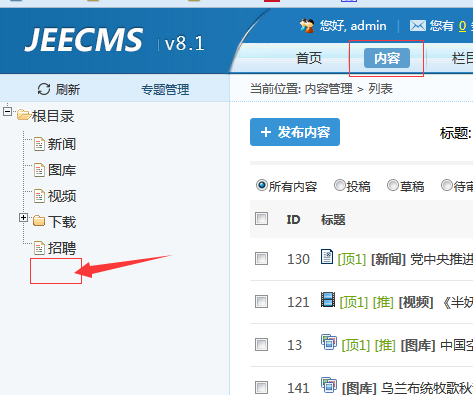 JEECMS v8.1
您好, admin 您有 0
首页 内容 栏目
刷新 专题管理
当前位置: 内容管理 > 列表
根目录
新闻
图库
视频
下载
招聘
+ 发布内容 标题:
所有内容 投稿 草稿 待审
ID 标题
130 [顶1] [新闻] 党中央推进
121 [顶1] [推] [视频] 《半妖
13 [顶1] [推] [图库] 中国空
141 [图库] 乌兰布统牧歌秋